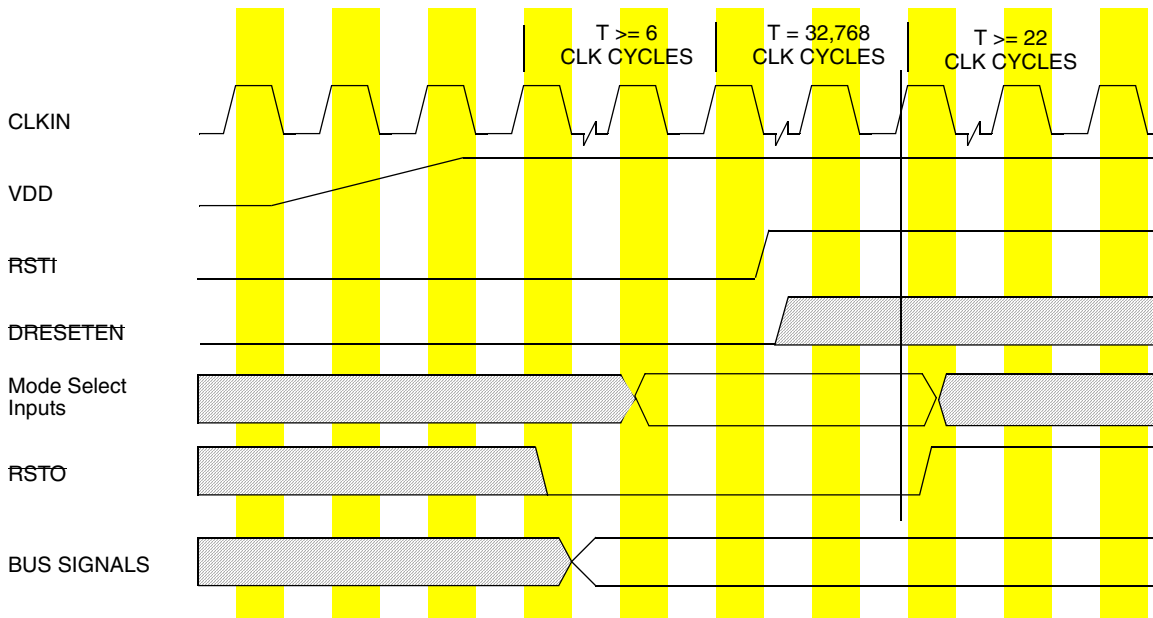 T >= 6
CLK CYCLES
T = 32,768
CLK CYCLES
T >= 22
CLK CYCLES
CLKIN
VDD
RSTI
DRESETEN
Mode Select
Inputs
RSTO
BUS SIGNALS